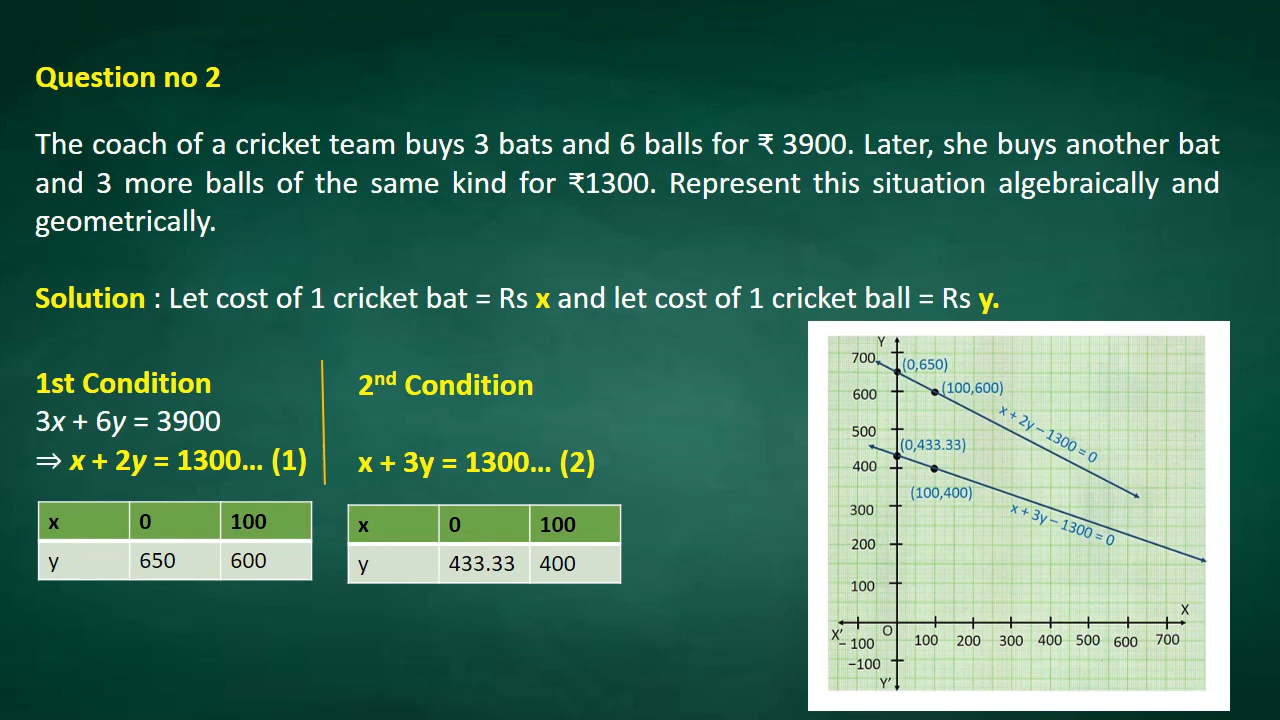 Question no 2
The coach of a cricket team buys 3 bats and 6 balls for ₹ 3900. Later, she buys another bat
and 3 more balls of the same kind for ₹1300. Represent this situation algebraically and
geometrically.
Solution : Let cost of 1 cricket bat = Rs x and let cost of 1 cricket ball = Rs y.
1st Condition
3x + 6y = 3900
⇒ x + 2y = 1300… (1)
x 0 100
y 650 600
2nd Condition
x + 3y = 1300… (2)
x 0 100
y 433.33 400
Y
700
(0,650)
(100,600)
600
x + 2y – 1300 = 0
500
(0,433.33)
400
(100,400)
x + 3y – 1300 = 0
300
200
100
X
X′
O
– 100
100 200 300 400 500 600 700
–100
Y′